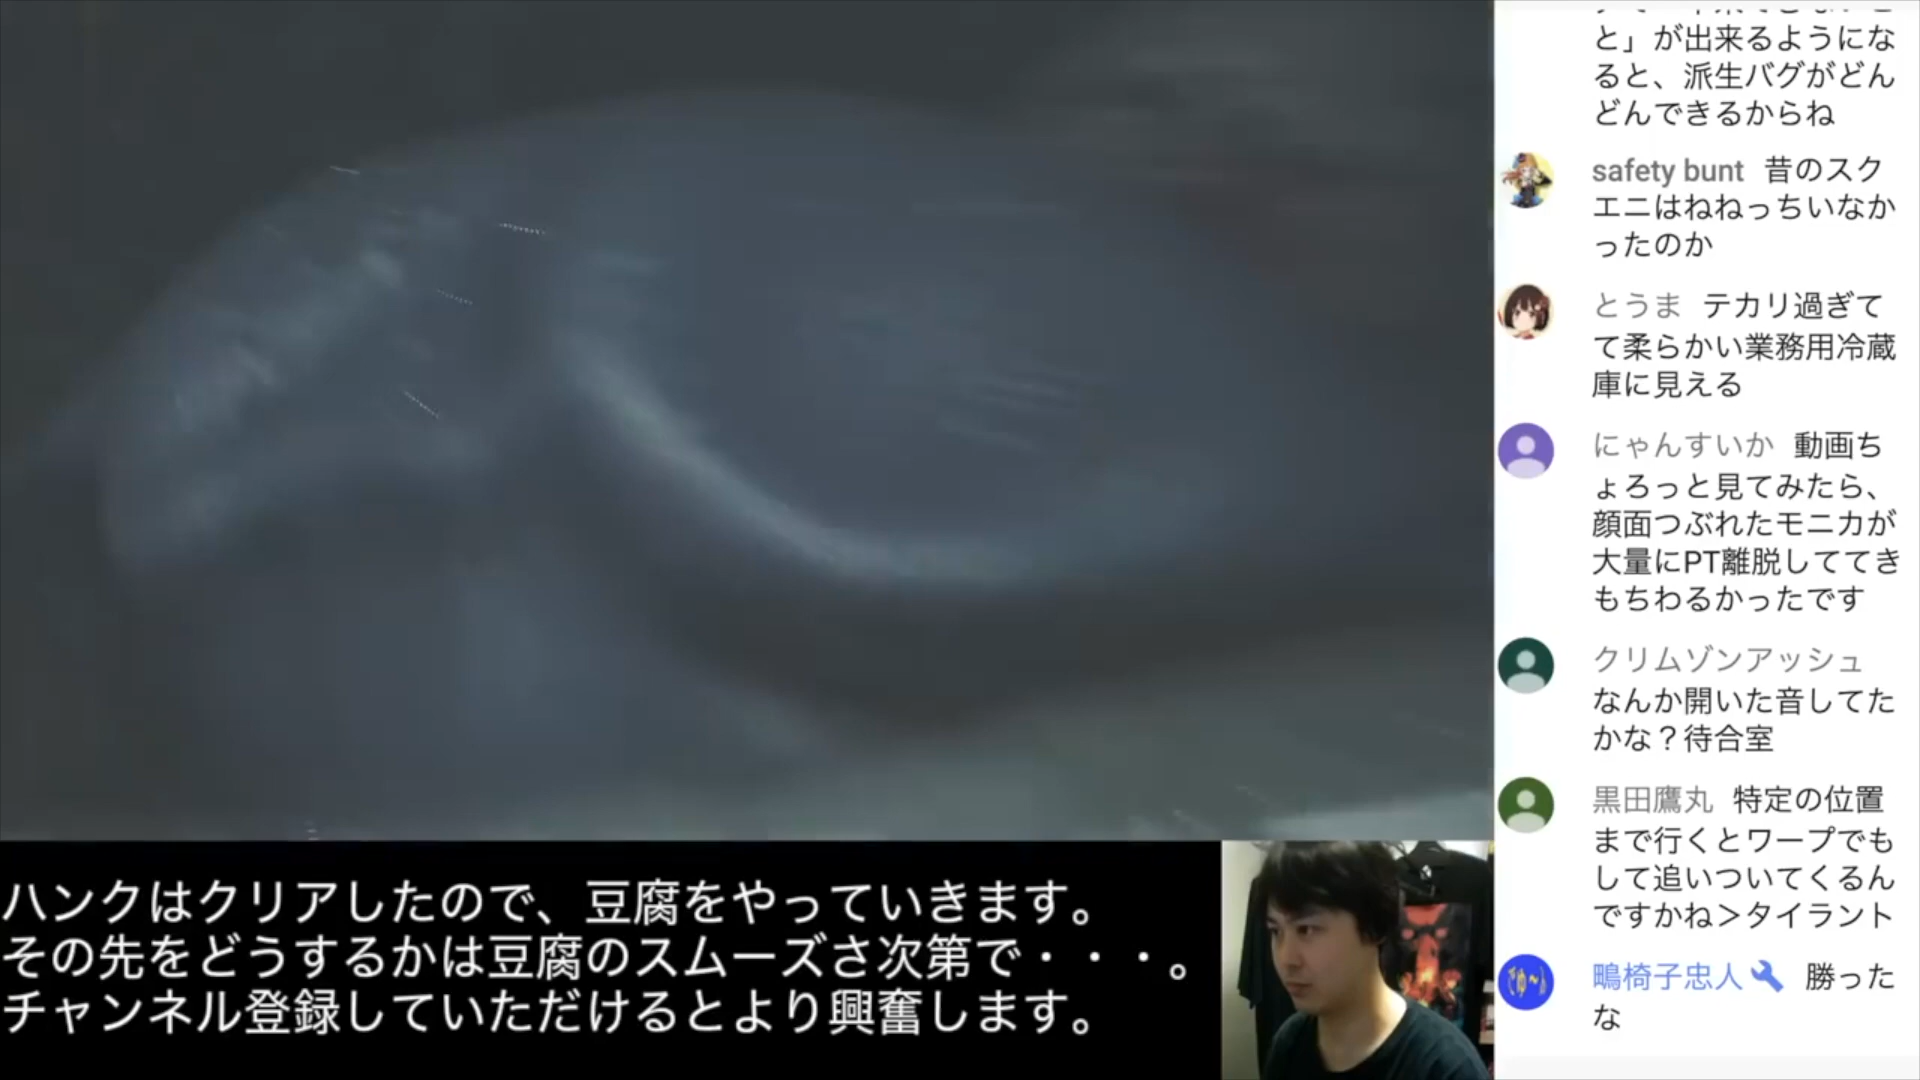 と」が出来るようにな
ると、派生バグがどん
どんできるからね
safety bunt 昔のスク
エニはねねっちいなか
ったのか
とうま テカリ過ぎて
て柔らかい業務用冷蔵
庫に見える
にゃんすいか 動画ち
ょろっと見てみたら、
顔面つぶれたモニカが
大量にPT離脱しててき
もちわるかったです
クリムゾンアッシュ
なんか開いた音してた
かな？待合室
黒田鷹丸 特定の位置
まで行くとワープでも
して追いついてくるん
ですかね＞タイラント
鴫椅子忠人 勝った
な
ハンクはクリアしたので、豆腐をやっていきます。
その先をどうするかは豆腐のスムーズさ次第で・・・。
チャンネル登録していただけるとより興奮します。